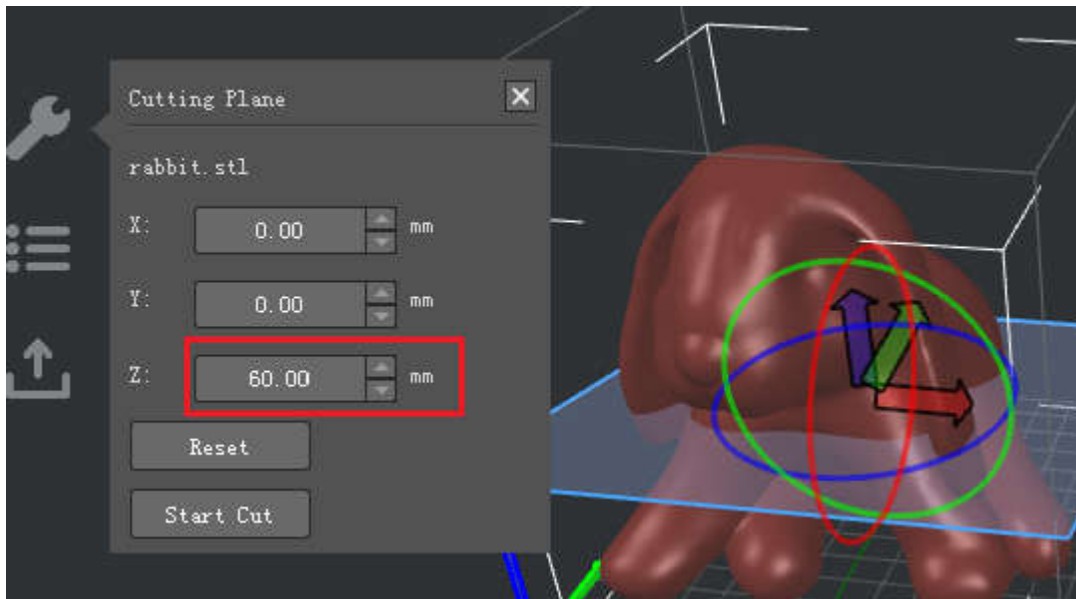 Cutting Plane
rabbit.stl
X: 0.00 mm
Y: 0.00 mm
Z: 60.00 mm
Reset
Start Cut